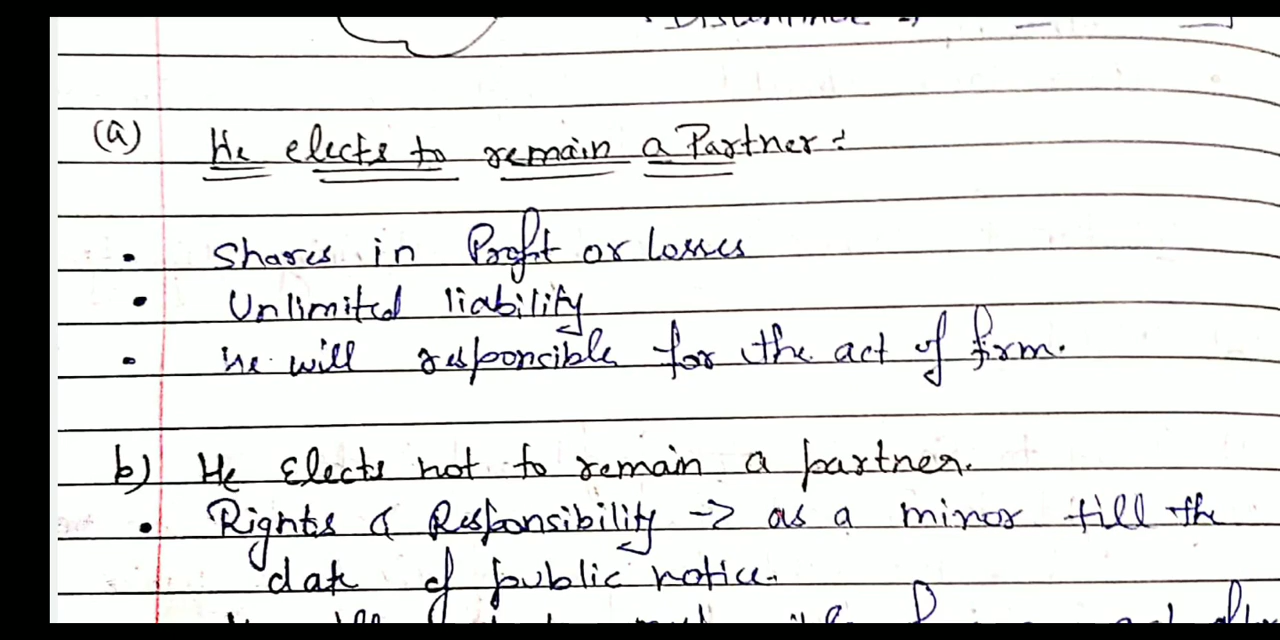 (a) He elects to remain a Partner :
• Shares in Profit or losses
• Unlimited liability
• he will responsible for the act of firm.
b) He Elects not to remain a partner.
• Rights & Responsibility -> as a minor till the
date of public notice.